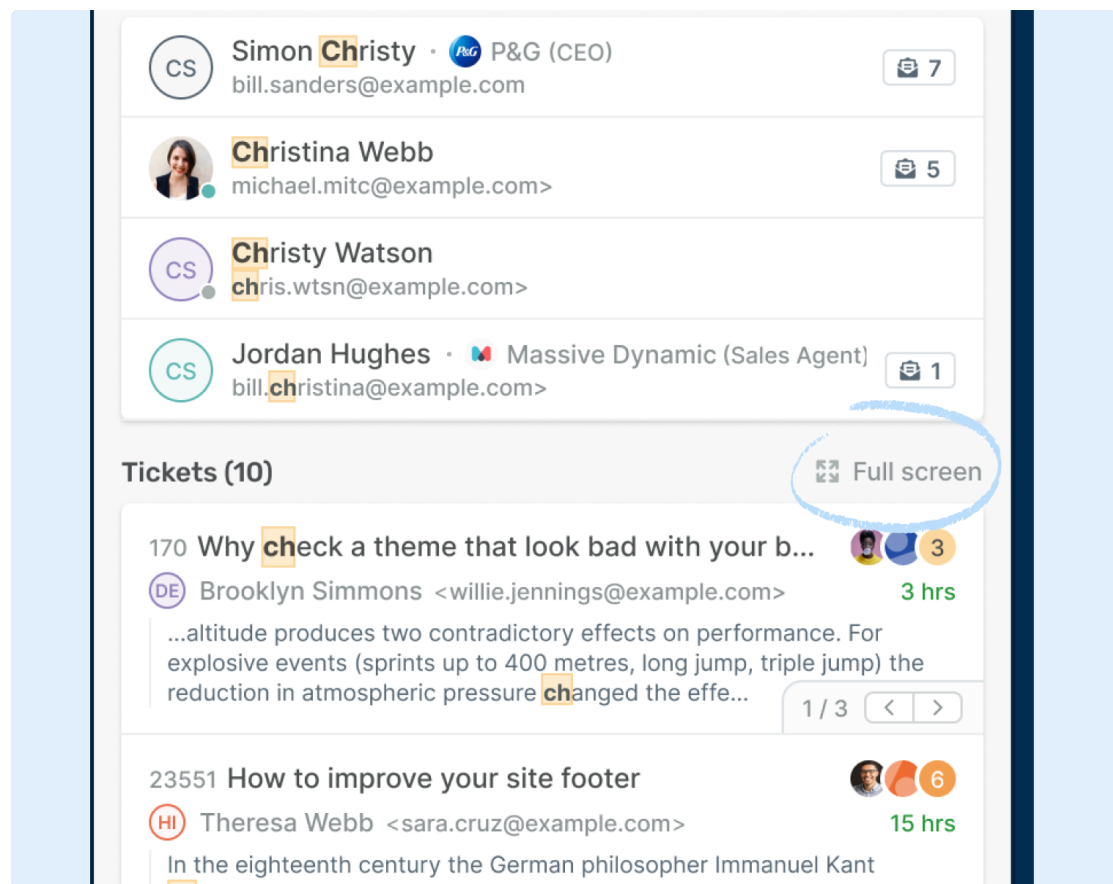 CS
Simon Christy · P&G P&G (CEO)
bill.sanders@example.com
7
Christina Webb
michael.mitc@example.com>
5
CS
Christy Watson
chris.wtsn@example.com>
CS
Jordan Hughes · Massive Dynamic (Sales Agent)
bill.christina@example.com>
1
Tickets (10)
Full screen
170 Why check a theme that look bad with your b...
3
DE Brooklyn Simmons <willie.jennings@example.com>
3 hrs
...altitude produces two contradictory effects on performance. For
explosive events (sprints up to 400 metres, long jump, triple jump) the
reduction in atmospheric pressure changed the effe...
1 / 3 < >
23551 How to improve your site footer
6
HI Theresa Webb <sara.cruz@example.com>
15 hrs
In the eighteenth century the German philosopher Immanuel Kant